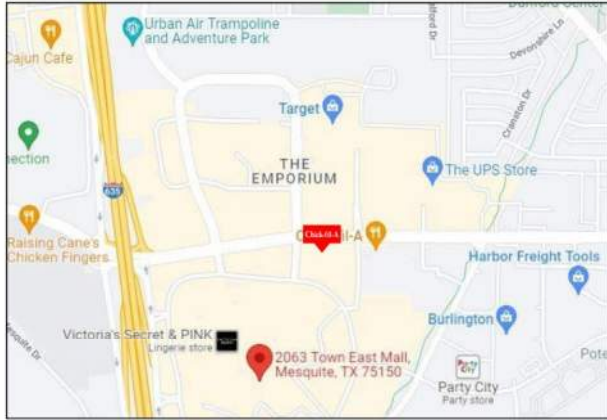 Urban Air Trampoline
and Adventure Park
Cajun Cafe
Devonshire Ln
Cranston Dr
Target
THE
EMPORIUM
The UPS Store
635
Chick-fil-A
Raising Cane's
Chicken Fingers
Harbor Freight Tools
Victoria's Secret & PINK
Lingerie store
Burlington
2063 Town East Mall,
Mesquite, TX 75150
Party City
Party store